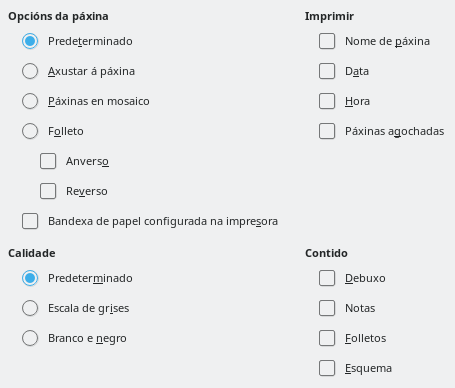 Opcións da páxina
Predeterminado
Axustar á páxina
Páxinas en mosaico
Folleto
Anverso
Reverso
Bandexa de papel configurada na impresora
Imprimir
Nome de páxina
Data
Hora
Páxinas agochadas
Calidade
Predeterminado
Escala de grises
Branco e negro
Contido
Debuxo
Notas
Folletos
Esquema